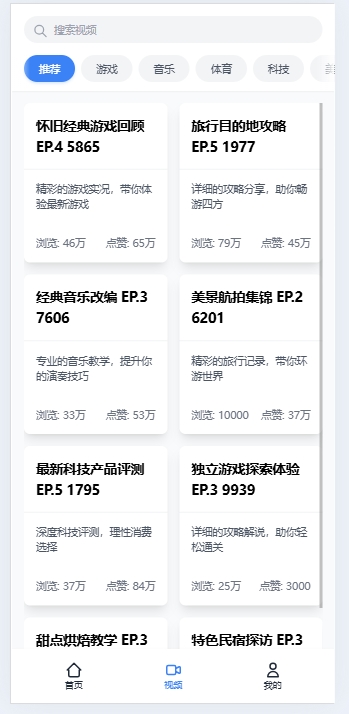 搜索视频
推荐 游戏 音乐 体育 科技
怀旧经典游戏回顾
EP.4 5865
精彩的游戏实况，带你体
验最新游戏
浏览: 46万 点赞: 65万
旅行目的地攻略
EP.5 1977
详细的攻略分享，助你畅
游四方
浏览: 79万 点赞: 45万
经典音乐改编 EP.3
7606
专业的音乐教学，提升你
的演奏技巧
浏览: 33万 点赞: 53万
美景航拍集锦 EP.2
6201
精彩的旅行记录，带你环
游世界
浏览: 10000 点赞: 37万
最新科技产品评测
EP.5 1795
深度科技评测，理性消费
选择
浏览: 37万 点赞: 84万
独立游戏探索体验
EP.3 9939
详细的攻略解说，助你轻
松通关
浏览: 25万 点赞: 3000
甜点烘焙教学 EP.3
特色民宿探访 EP.3
首页 视频 我的